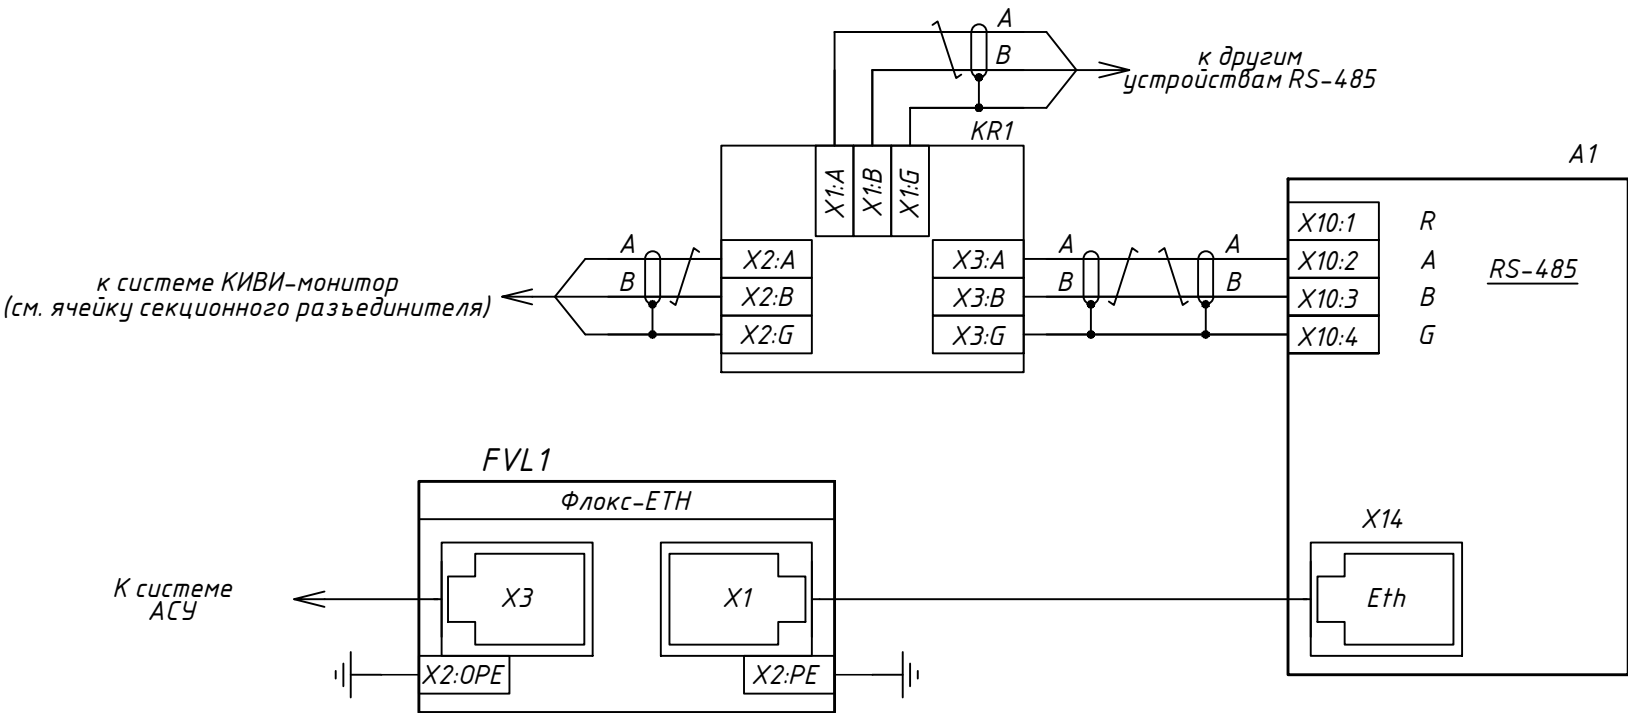 A
B
к другим
устройствам RS-485
KR1
A1
X1:A
X1:B
X1:G
X10:1
R
A
X2:A
X3:A
A
A
X10:2
A
RS-485
к системе КИВИ-монитор
(см. ячейку секционного разъединителя)
B
X2:B
X3:B
B
B
X10:3
B
X2:G
X3:G
X10:4
G
FVL1
Флокс-ETH
X14
К системе
АСУ
X3
X1
Eth
X2:OPE
X2:PE